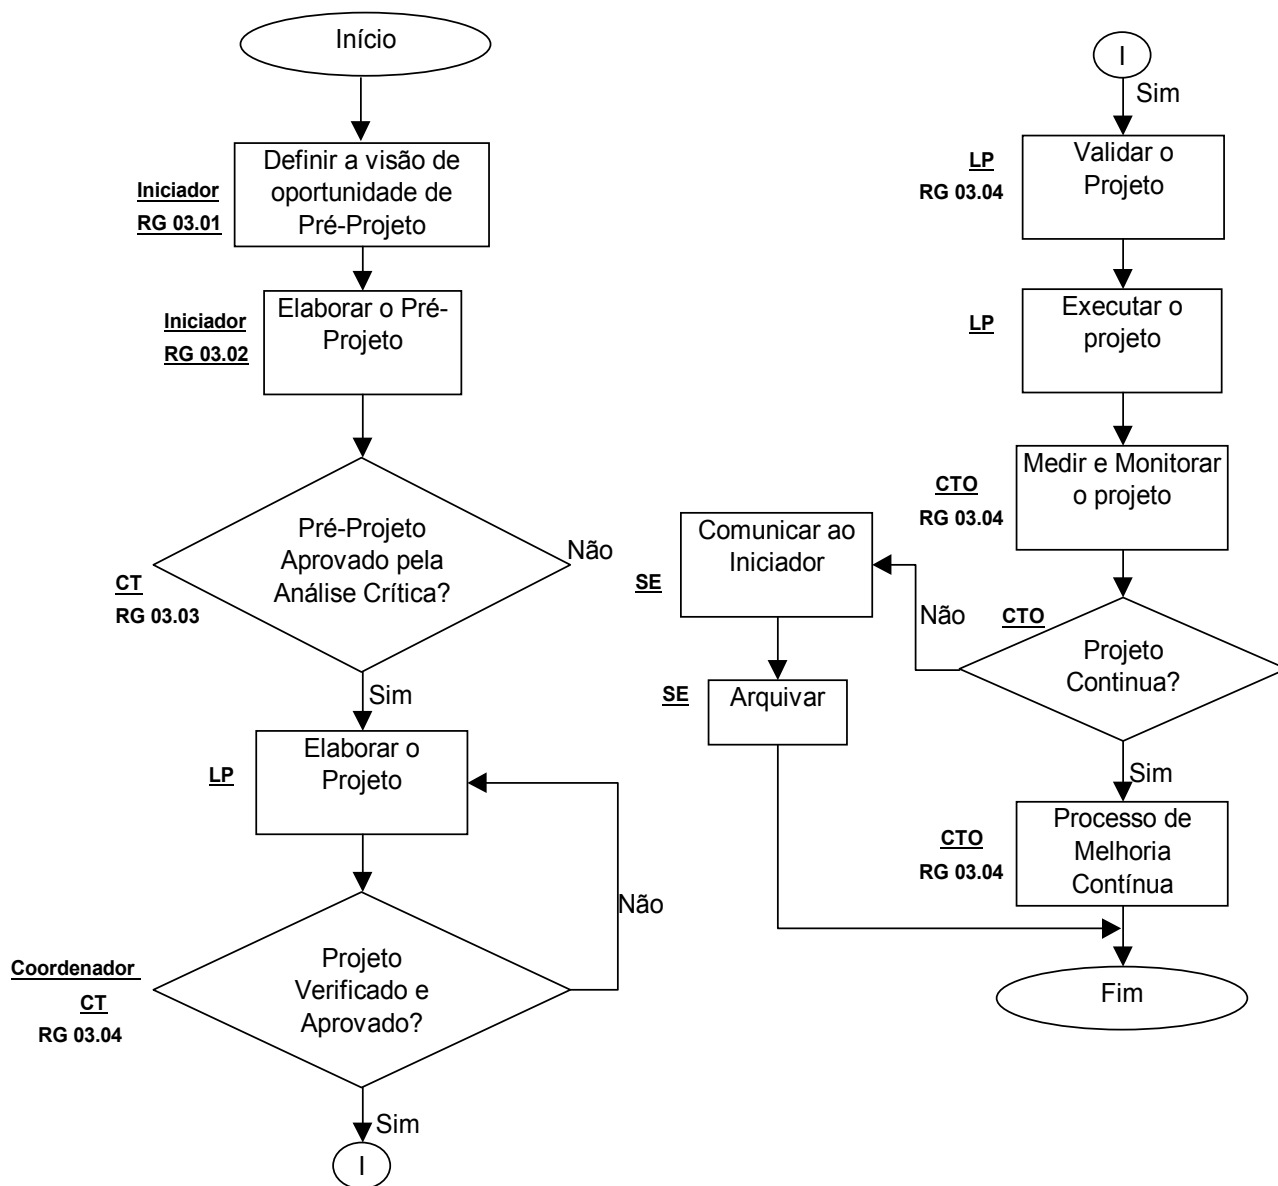 Início
Definir a visão de
oportunidade de
Pré-Projeto
Iniciador
RG 03.01
Elaborar o Pré-
Projeto
Iniciador
RG 03.02
Pré-Projeto
Aprovado pela
Análise Crítica?
Não
CT
RG 03.03
Sim
Elaborar o
Projeto
LP
Não
Projeto
Verificado e
Aprovado?
Coordenador
CT
RG 03.04
Sim
I
I
Sim
Validar o
Projeto
LP
RG 03.04
Executar o
projeto
LP
Medir e Monitorar
o projeto
CTO
RG 03.04
Comunicar ao
Iniciador
SE
Não
CTO
Projeto
Continua?
Arquivar
SE
Sim
Processo de
Melhoria
Contínua
CTO
RG 03.04
Fim